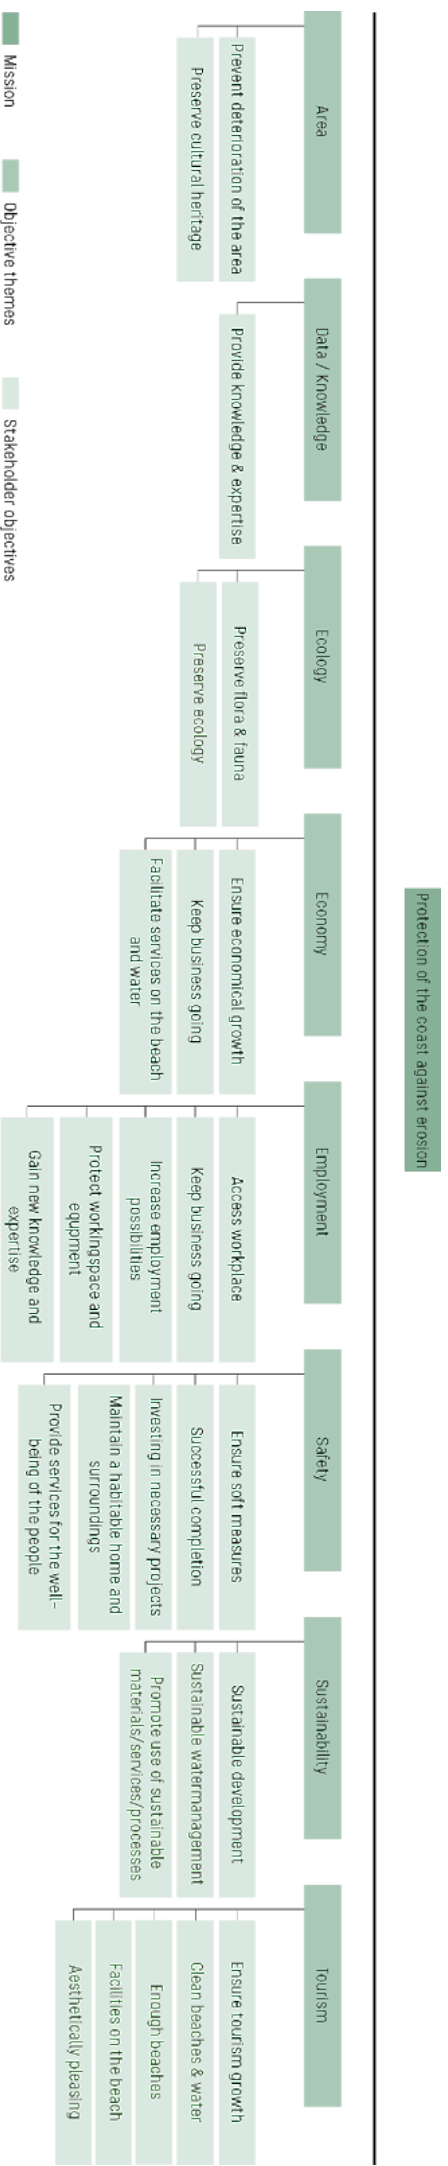 Protection of the coast against erosion
Area
Prevent deterioration of the area
Preserve cultural heritage
Data / Knowledge
Provide knowledge & expertise
Ecology
Preserve flora & fauna
Preserve ecology
Economy
Ensure economical growth
Keep business going
Facilitate services on the beach
and water
Employment
Access workplace
Keep business going
Increase employment
possibilities
Protect workingspace and
equpment
Gain new knowledge and
expertise
Safety
Ensure soft measures
Successful completion
Investing in necessary projects
Maintain a habitable home and
surroundings
Provide services for the well-
being of the people
Sustainability
Sustainable development
Sustainable watermanagement
Promote use of sustainable
materials/services/processes
Tourism
Ensure tourism growth
Clean beaches & water
Enough beaches
Facilities on the beach
Aesthetically pleasing
Mission
Objective themes
Stakeholder objectives